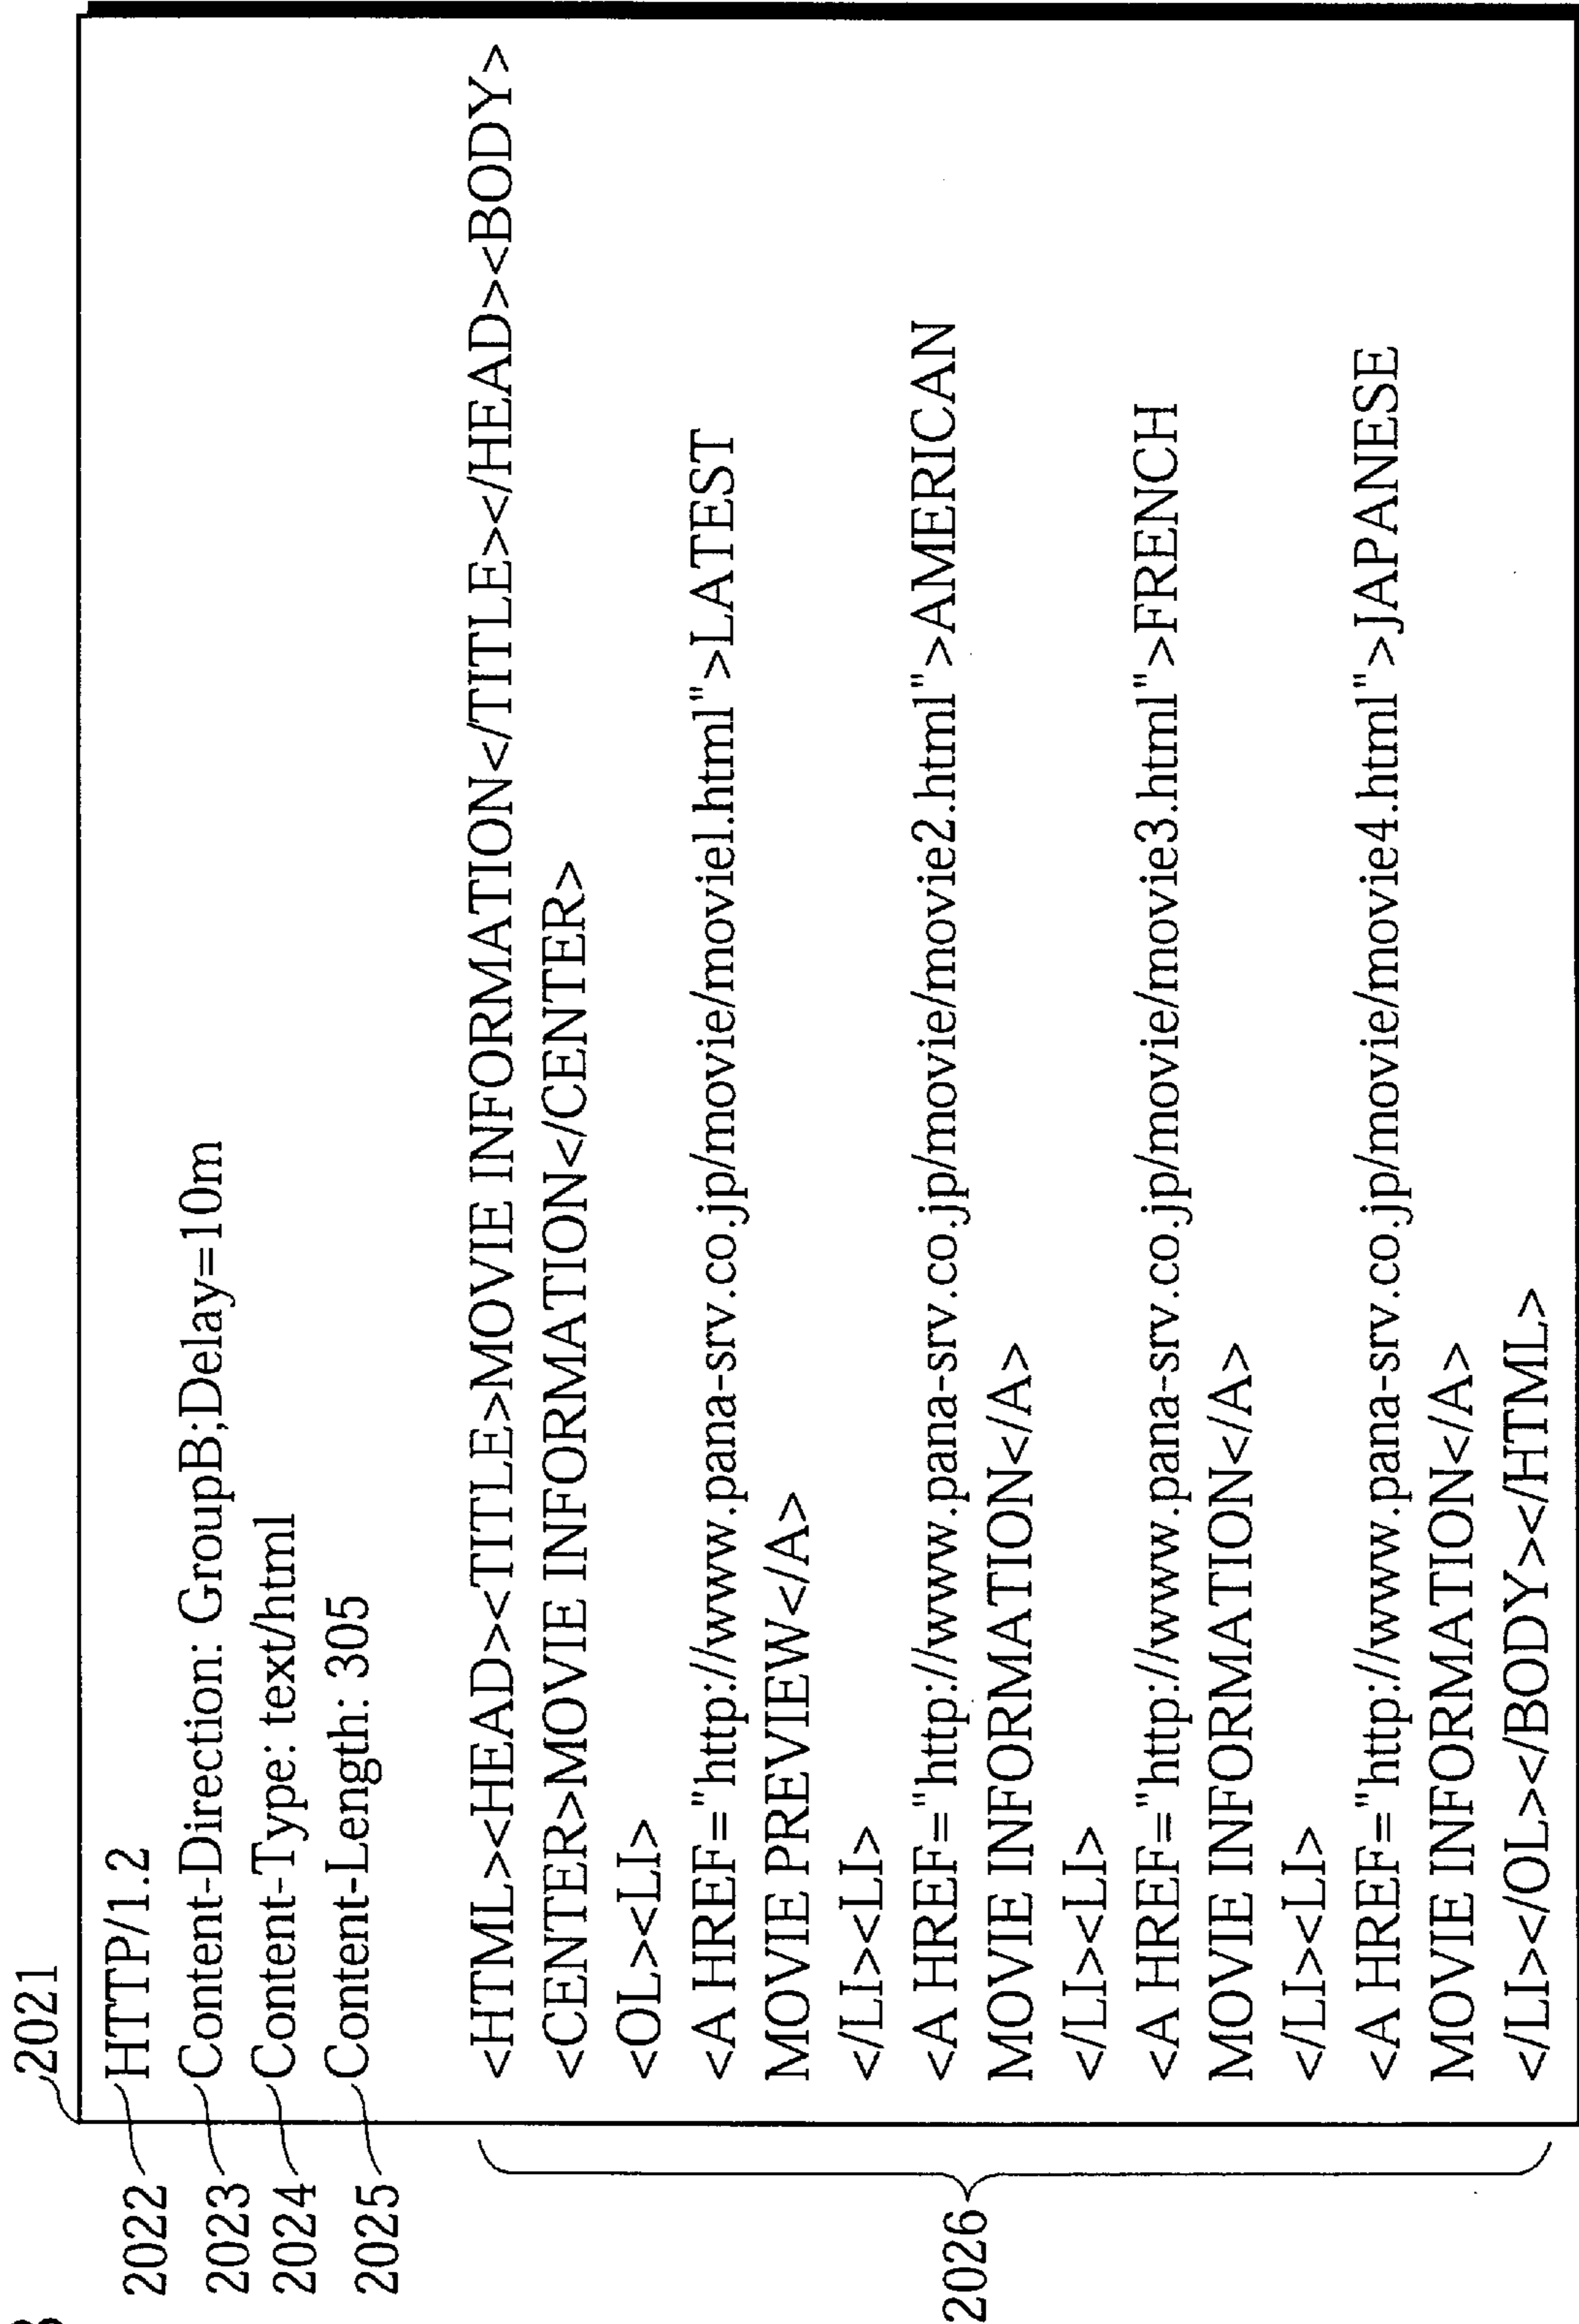 2021
2022 HTTP/1.2
2023 Content-Direction: GroupB;Delay=10m
2024 Content-Type: text/html
2025 Content-Length: 305
2026
<HTML><HEAD><TITLE>MOVIE INFORMATION</TITLE></HEAD><BODY>
<CENTER>MOVIE INFORMATION</CENTER>
<OL><LI>
<A HREF="http://www.pana-srv.co.jp/movie/movie1.html">LATEST
MOVIE PREVIEW</A>
</LI><LI>
<A HREF="http://www.pana-srv.co.jp/movie/movie2.html">AMERICAN
MOVIE INFORMATION</A>
</LI><LI>
<A HREF="http://www.pana-srv.co.jp/movie/movie3.html">FRENCH
MOVIE INFORMATION</A>
</LI><LI>
<A HREF="http://www.pana-srv.co.jp/movie/movie4.html">JAPANESE
MOVIE INFORMATION</A>
</LI></OL></BODY></HTML>